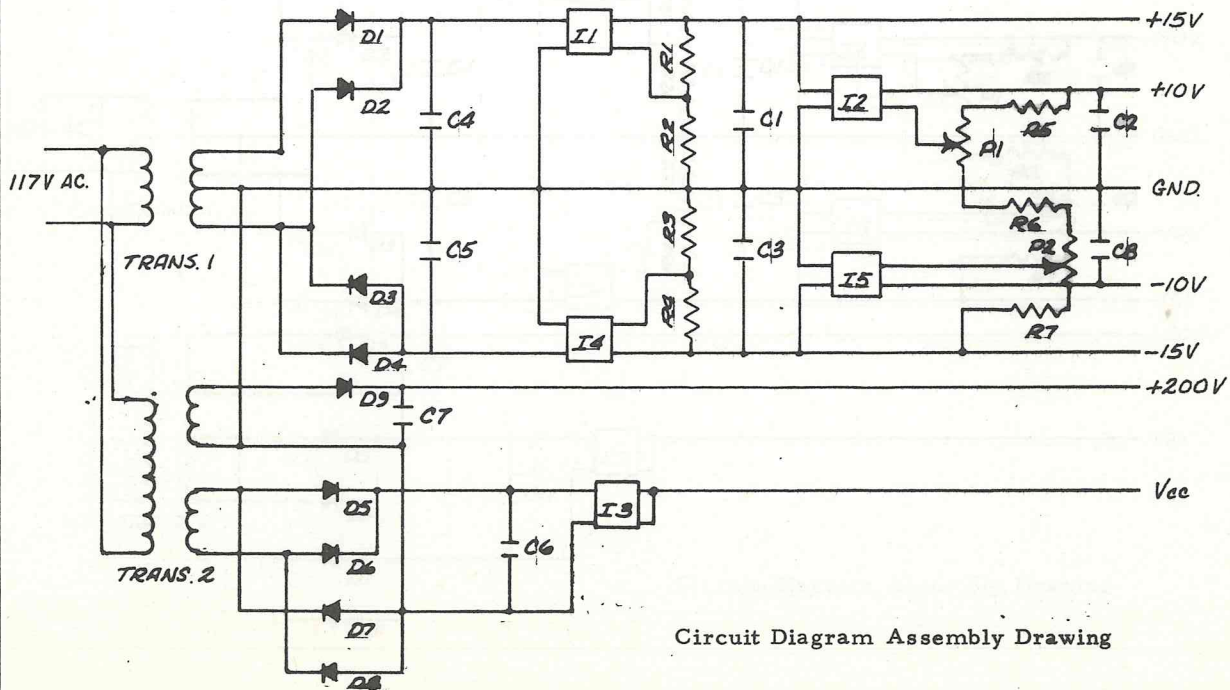 +15V
D1
I1
R1
D2
+10V
I2
C4
C1
R5
C2
R2
P1
117V AC.
GND.
R3
R6
C5
C3
P2
C8
TRANS. 1
I5
D3
-10V
R4
R7
I4
D4
-15V
D9
+200V
C7
D5
I3
Vcc
C6
D6
TRANS. 2
D7
Circuit Diagram Assembly Drawing
D8